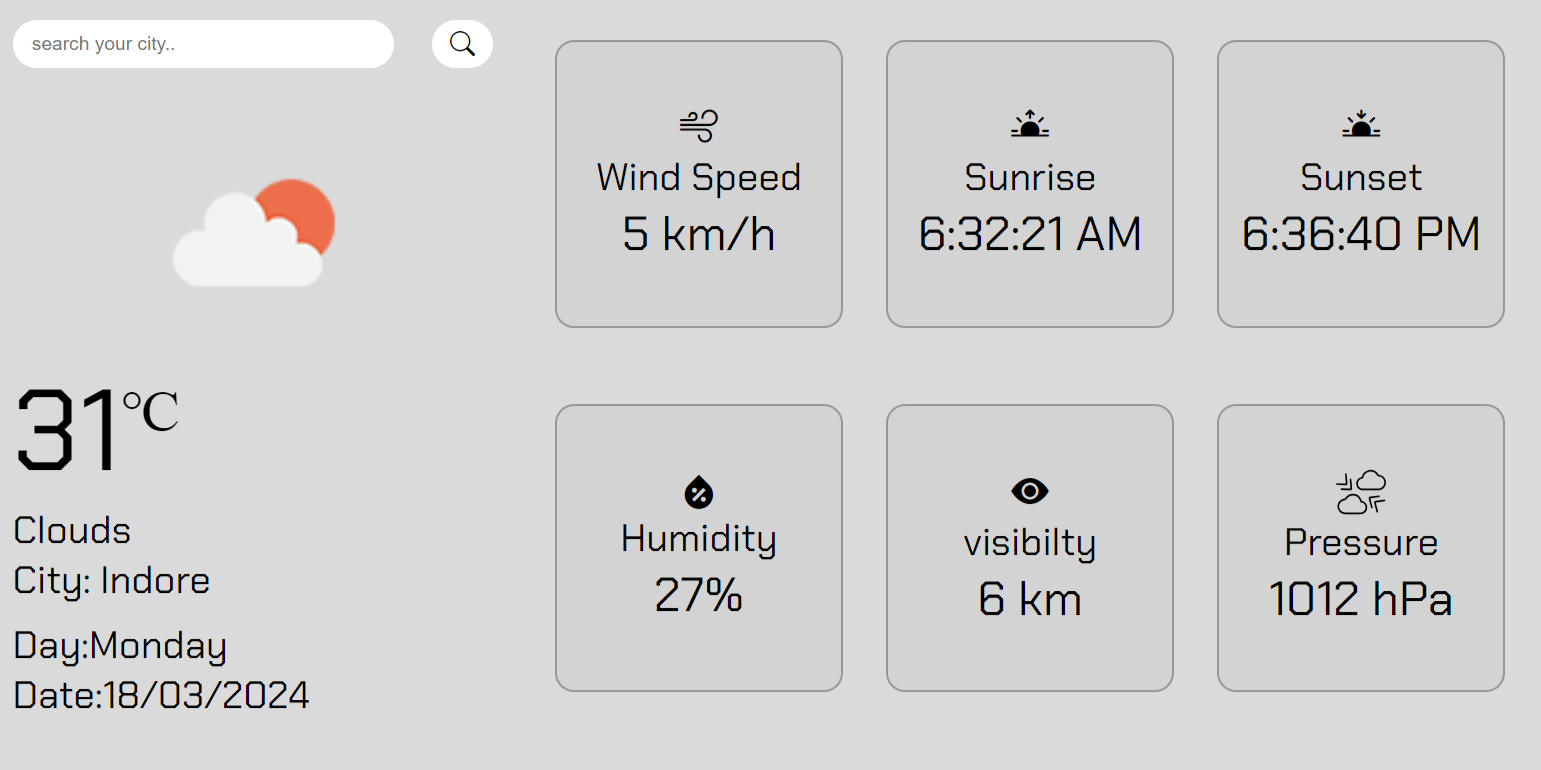 search your city..
31°C
Clouds
City: Indore
Day:Monday
Date:18/03/2024
Wind Speed
5 km/h
Sunrise
6:32:21 AM
Sunset
6:36:40 PM
Humidity
27%
visibilty
6 km
Pressure
1012 hPa